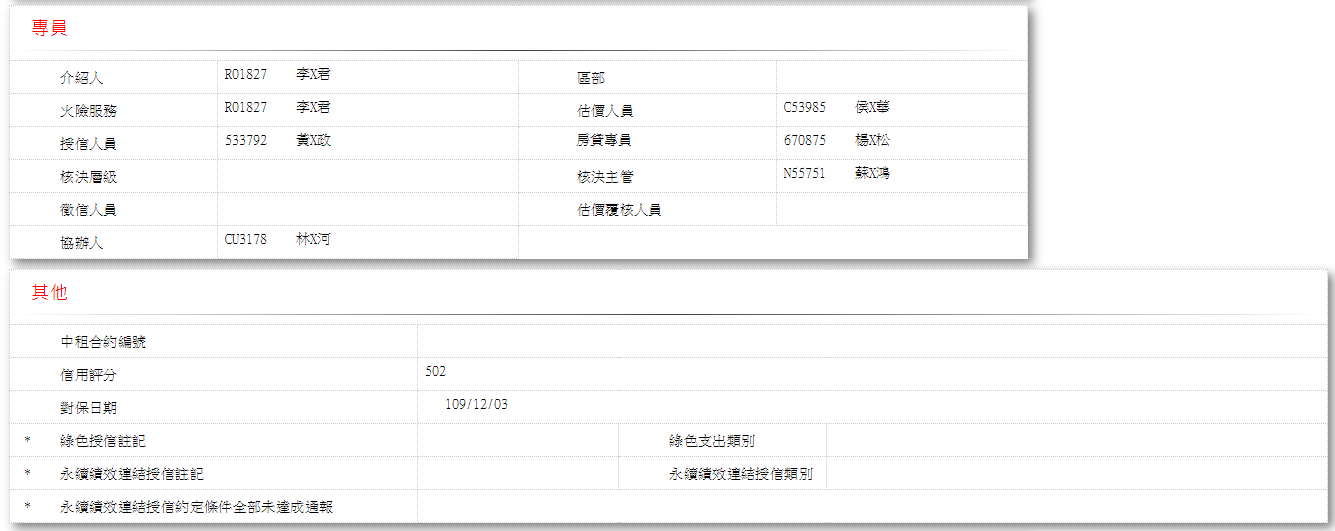 專員
介紹人 R01827 李X君 區部
火險服務 R01827 李X君 估價人員 C53985 侯X華
授信人員 533792 黃X政 房貸專員 670875 楊X松
核決層級 核決主管 N55751 蘇X鴻
徵信人員 估價覆核人員
協辦人 CU3178 林X河
其他
中租合約編號
信用評分 502
對保日期 109/12/03
* 綠色授信註記 綠色支出類別
* 永續績效連結授信註記 永續績效連結授信類別
* 永續績效連結授信約定條件全部未達成通報